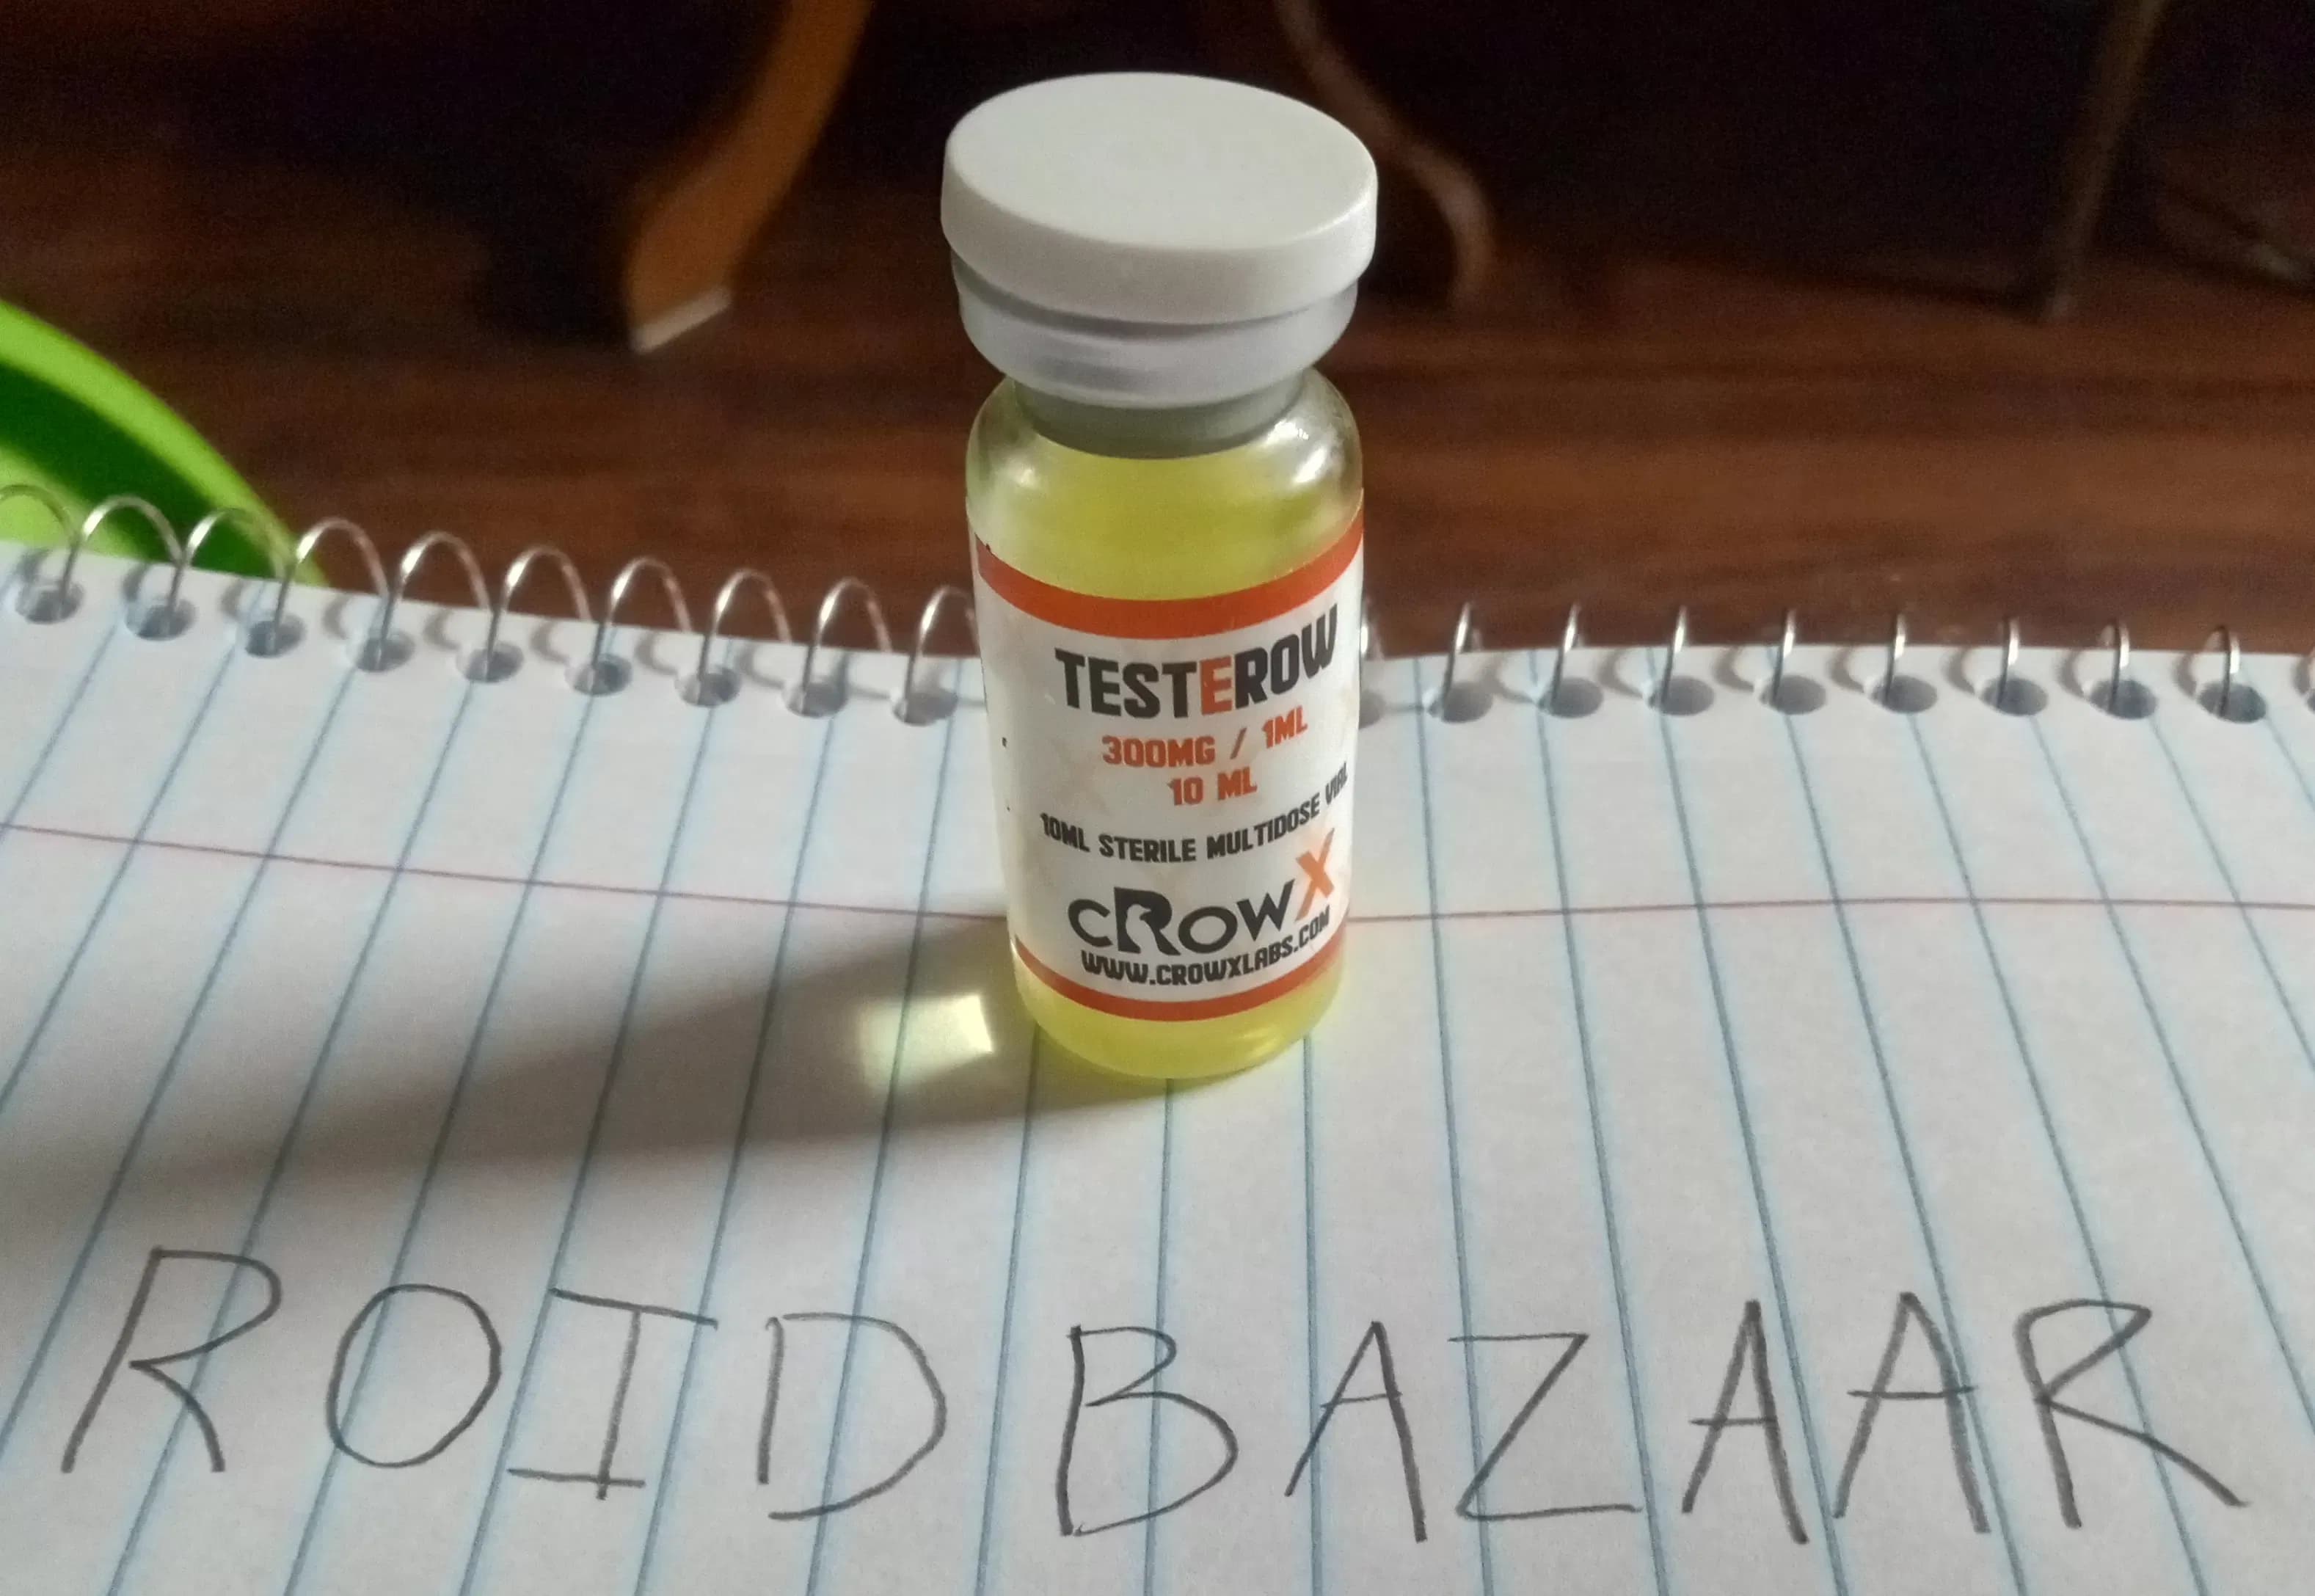 TESTEROW
300MG / 1ML
10 ML
10ML STERILE MULTIDOSE VIAL
CROWX
WWW.CROWXLABS.COM
ROID BAZAAR